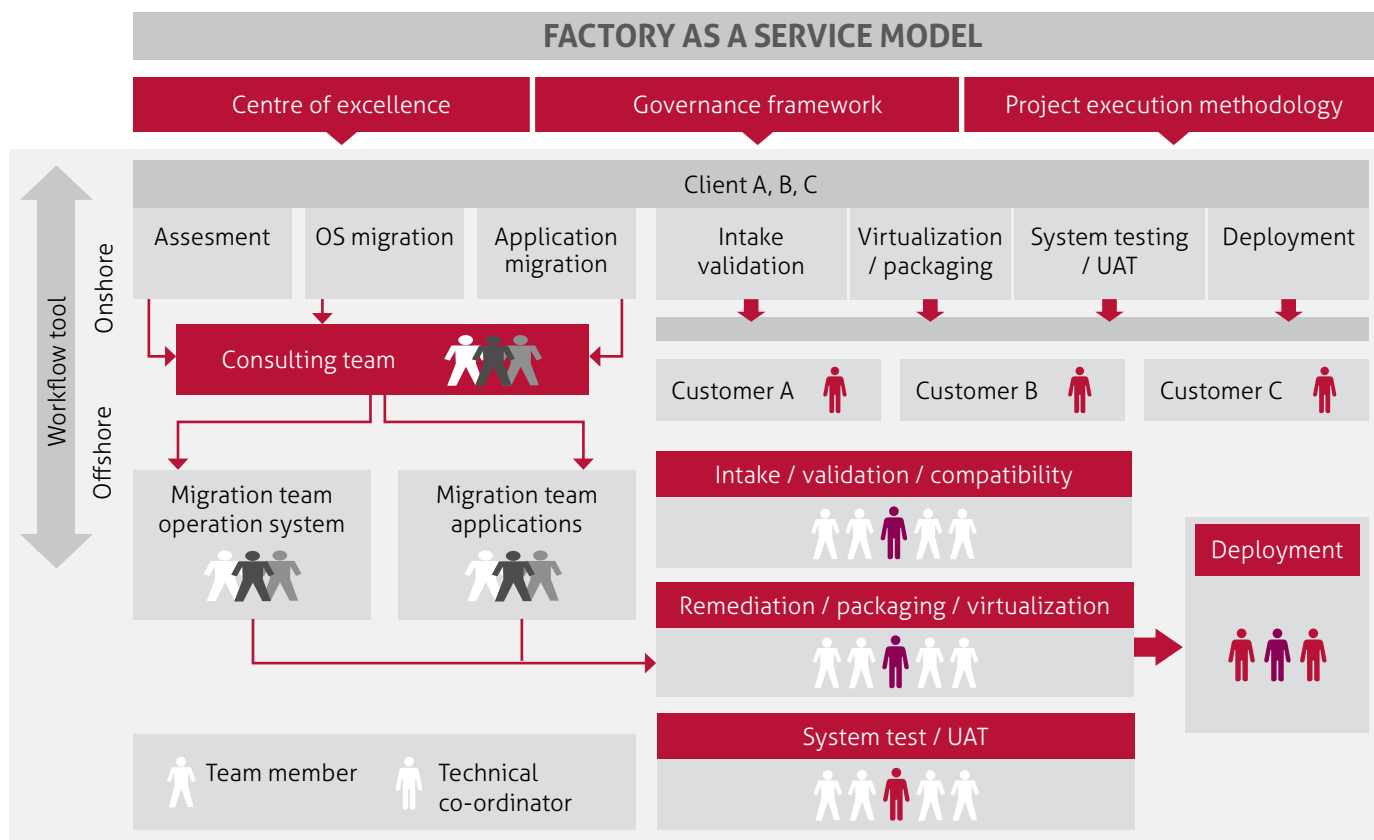 FACTORY AS A SERVICE MODEL
Centre of excellence
Governance framework
Project execution methodology
Workflow tool
Onshore
Offshore
Client A, B, C
Assesment
OS migration
Application
migration
Intake
validation
Virtualization
/ packaging
System testing
/ UAT
Deployment
Consulting team
Customer A
Customer B
Customer C
Migration team
operation system
Migration team
applications
Intake / validation / compatibility
Remediation / packaging / virtualization
System test / UAT
Deployment
Team member
Technical
co-ordinator